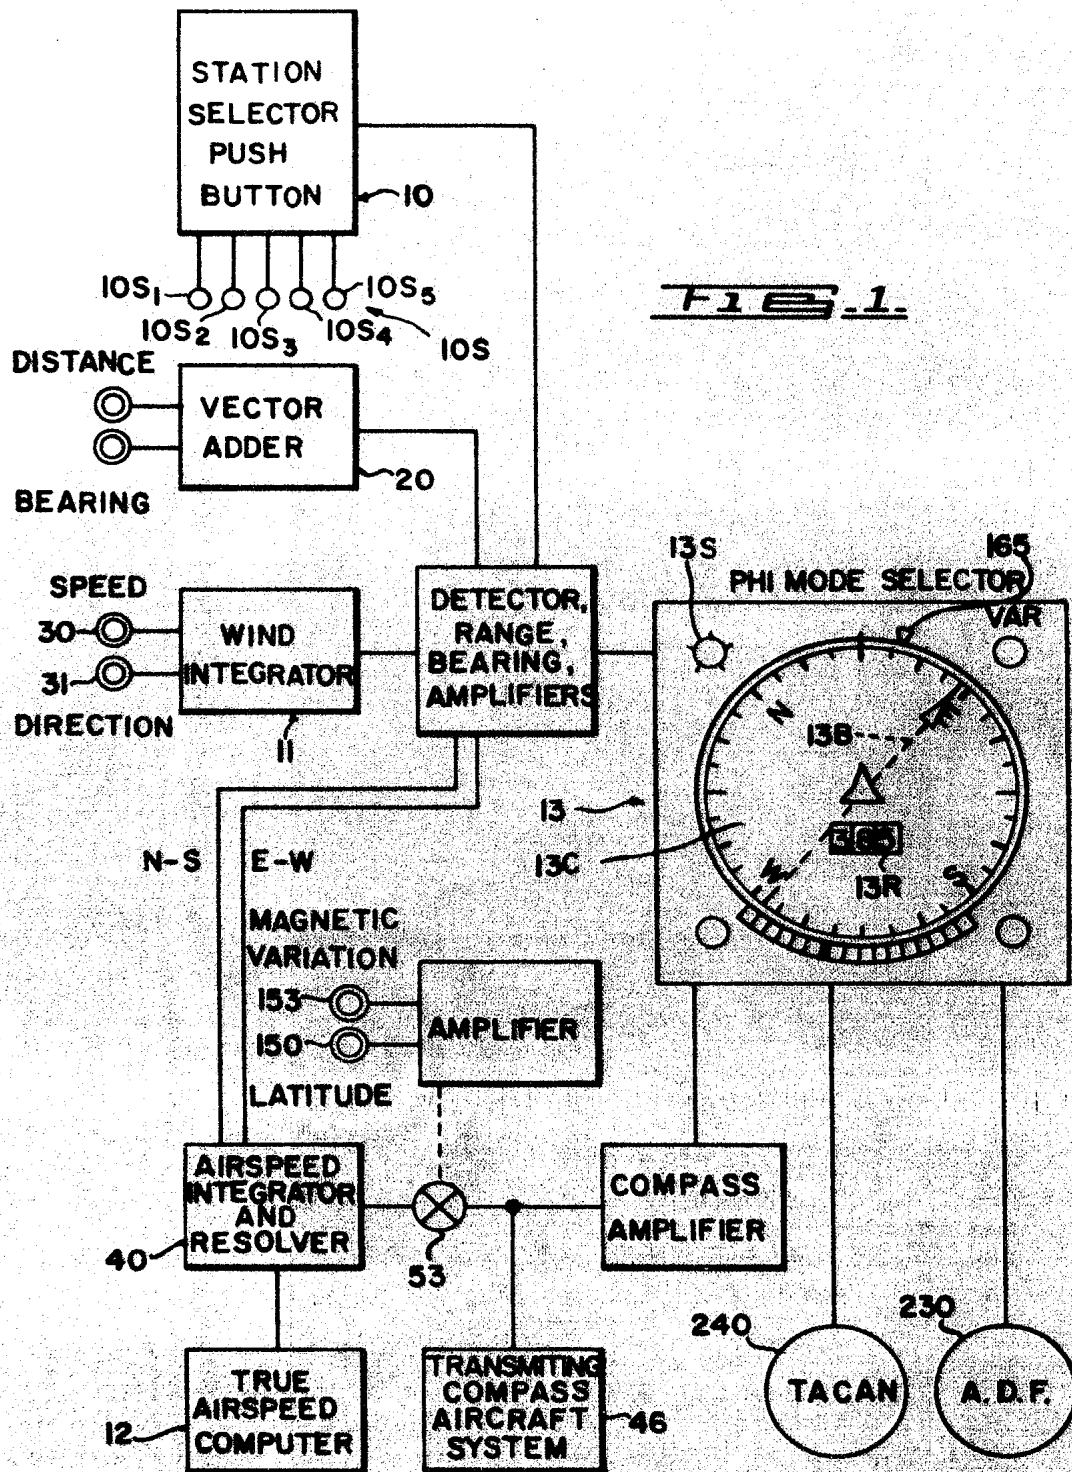 STATION
SELECTOR
PUSH
BUTTON
10
10S1
10S2
10S3
10S4
10S5
10S
Fig. 1.
DISTANCE
VECTOR
ADDER
20
BEARING
SPEED
30
31
DIRECTION
WIND
INTEGRATOR
11
DETECTOR,
RANGE,
BEARING,
AMPLIFIERS
13S
165
PHI MODE SELECTOR
VAR
N
E
13B
13
13C
365
13R
W
S
N-S
E-W
MAGNETIC
VARIATION
153
150
LATITUDE
AMPLIFIER
AIRSPEED
INTEGRATOR
AND
RESOLVER
40
53
COMPASS
AMPLIFIER
TRUE
AIRSPEED
COMPUTER
12
TRANSMITING
COMPASS
AIRCRAFT
SYSTEM
46
240
TACAN
230
A.D.F.